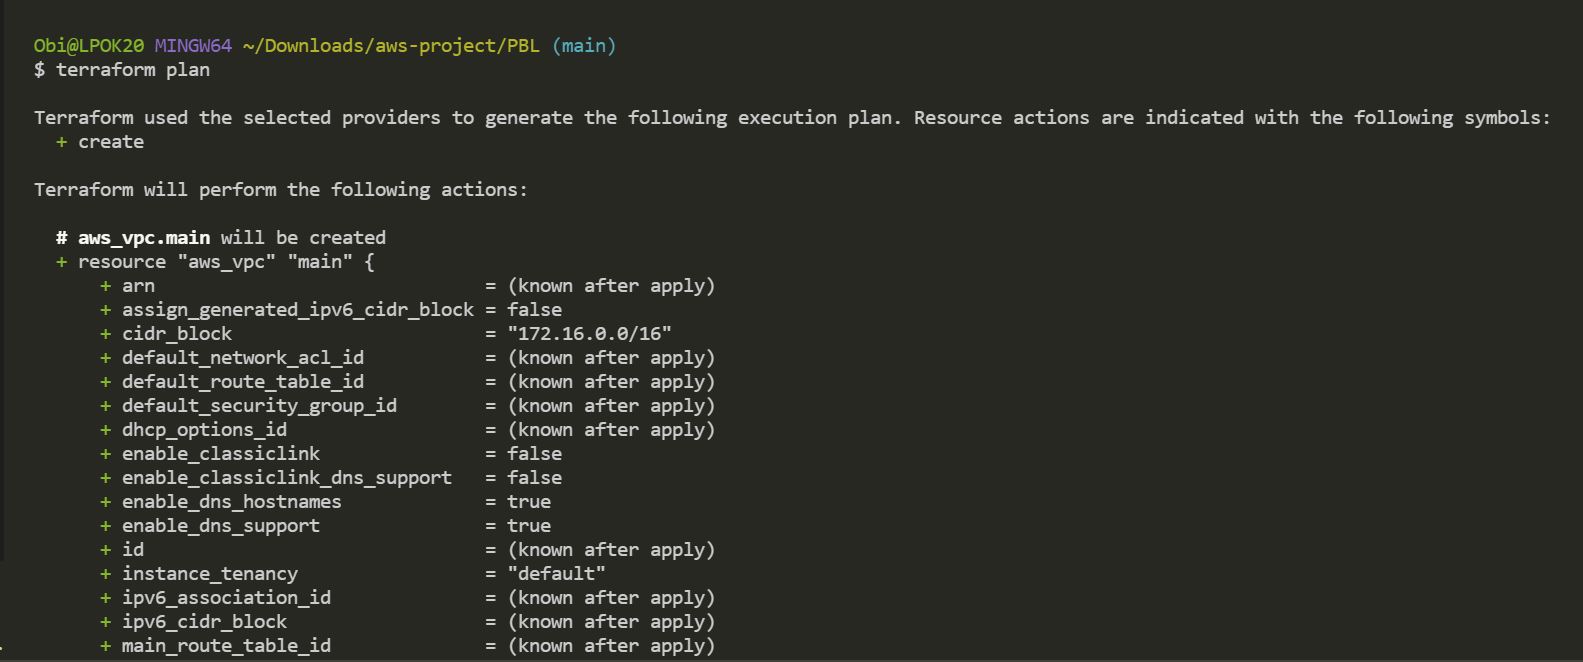 Obi@LPOK20 MINGW64 ~/Downloads/aws-project/PBL (main)
$ terraform plan
Terraform used the selected providers to generate the following execution plan. Resource actions are indicated with the following symbols:
+ create
Terraform will perform the following actions:
# aws_vpc.main will be created
+ resource "aws_vpc" "main" {
+ arn = (known after apply)
+ assign_generated_ipv6_cidr_block = false
+ cidr_block = "172.16.0.0/16"
+ default_network_acl_id = (known after apply)
+ default_route_table_id = (known after apply)
+ default_security_group_id = (known after apply)
+ dhcp_options_id = (known after apply)
+ enable_classiclink = false
+ enable_classiclink_dns_support = false
+ enable_dns_hostnames = true
+ enable_dns_support = true
+ id = (known after apply)
+ instance_tenancy = "default"
+ ipv6_association_id = (known after apply)
+ ipv6_cidr_block = (known after apply)
+ main_route_table_id = (known after apply)